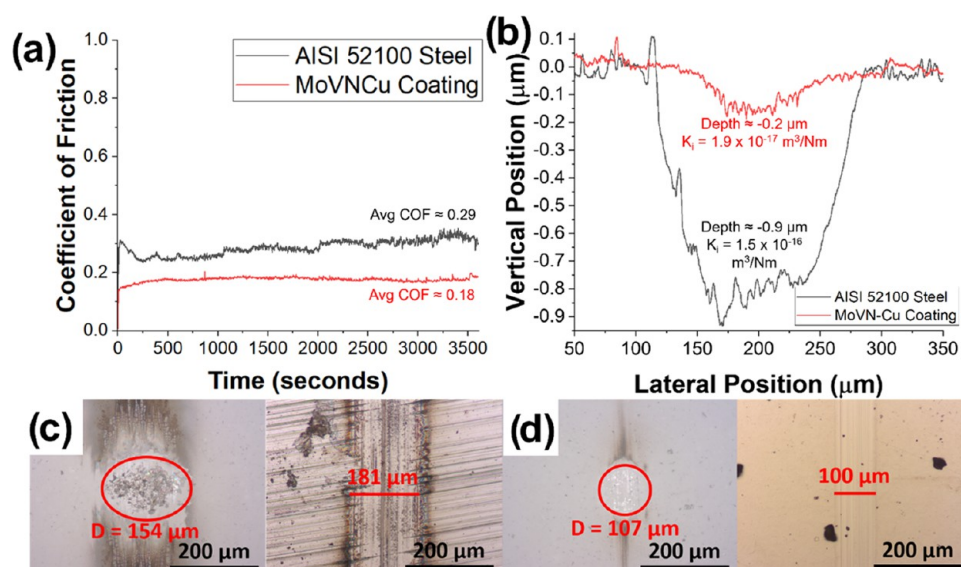 (a)
Coefficient of Friction
1.0
0.8
0.6
0.4
0.2
0.0
AISI 52100 Steel
MoVNCu Coating
Avg COF ≈ 0.29
Avg COF ≈ 0.18
0 500 1000 1500 2000 2500 3000 3500
Time (seconds)
(b)
Vertical Position (μm)
0.1
0.0
-0.1
-0.2
-0.3
-0.4
-0.5
-0.6
-0.7
-0.8
-0.9
Depth ≈ -0.2 μm
Kᵢ = 1.9 x 10⁻¹⁷ m³/Nm
Depth ≈ -0.9 μm
Kᵢ = 1.5 x 10⁻¹⁶
m³/Nm
AISI 52100 Steel
MoVN-Cu Coating
50 100 150 200 250 300 350
Lateral Position (μm)
(c)
D = 154 μm
200 μm
181 μm
200 μm
(d)
D = 107 μm
200 μm
100 μm
200 μm